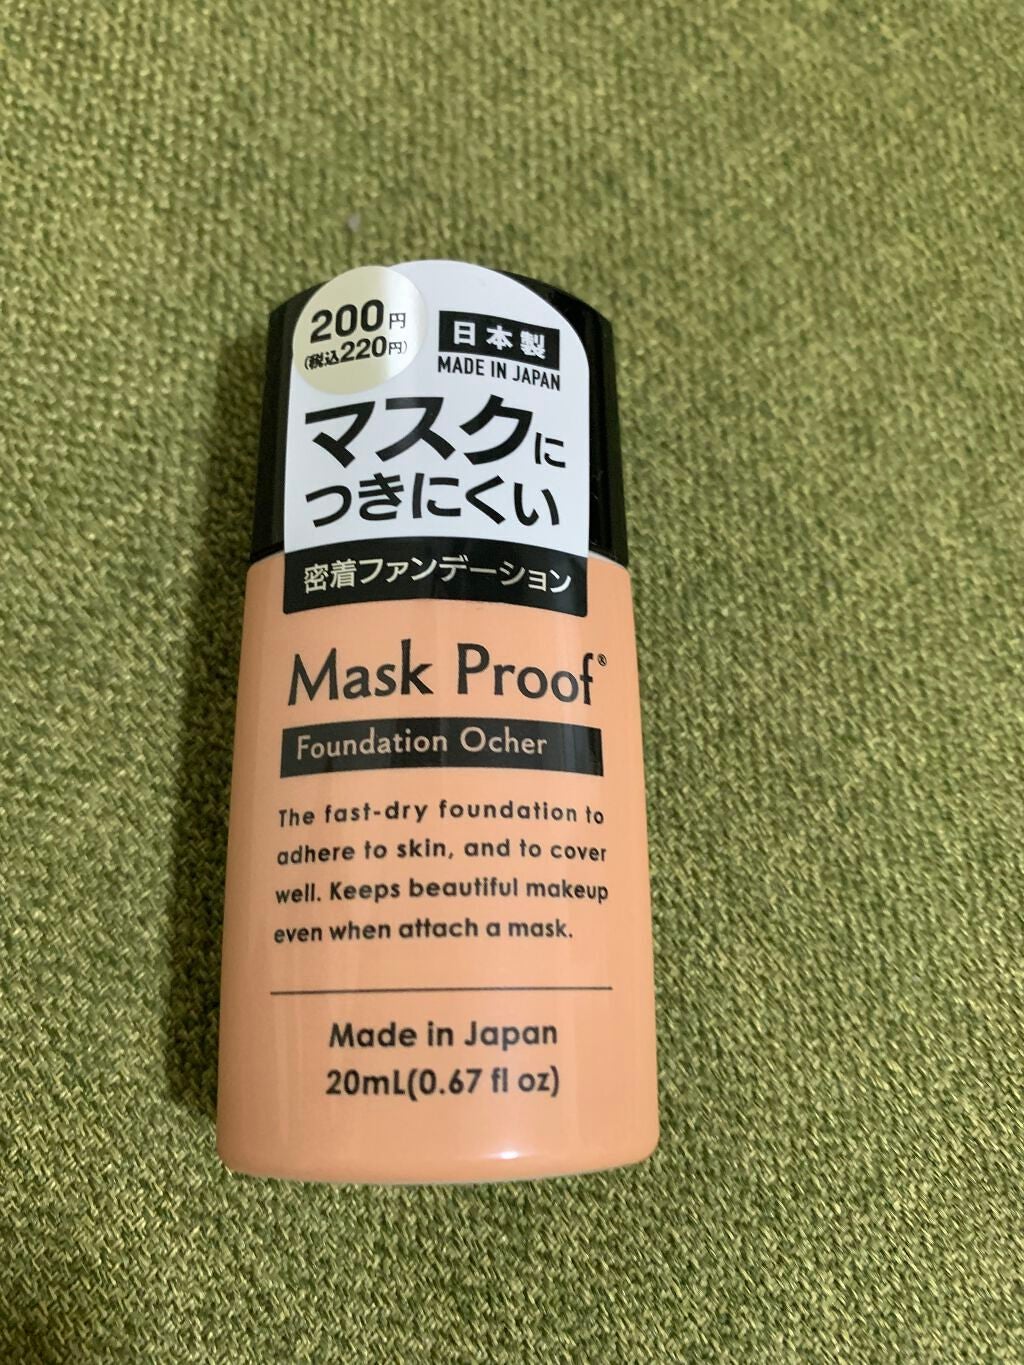 200円
(税込220円)
日本製
MADE IN JAPAN
マスクに
つきにくい
密着ファンデーション
Mask Proof®
Foundation Ocher
The fast-dry foundation to
adhere to skin, and to cover
well. Keeps beautiful makeup
even when attach a mask.
Made in Japan
20mL(0.67 fl oz)